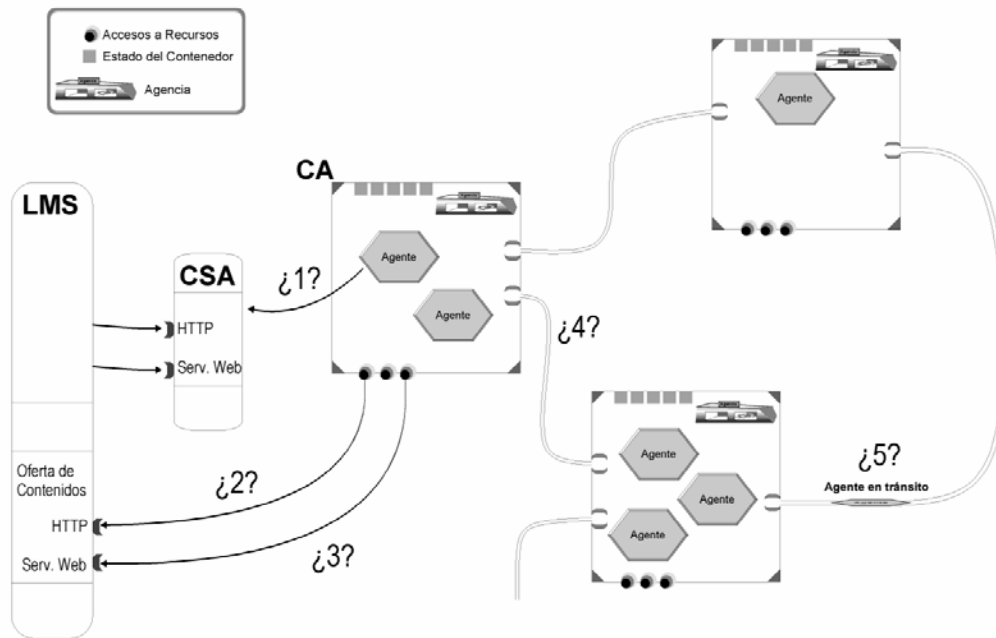 Accesos a Recursos
Estado del Contenedor
Agencia
Agente
CA
LMS
Agente
CSA
¿1?
Agente
¿4?
HTTP
Serv. Web
Agente
¿5?
Oferta de
Contenidos
¿2?
Agente en tránsito
Agente
HTTP
Agente
¿3?
Serv. Web